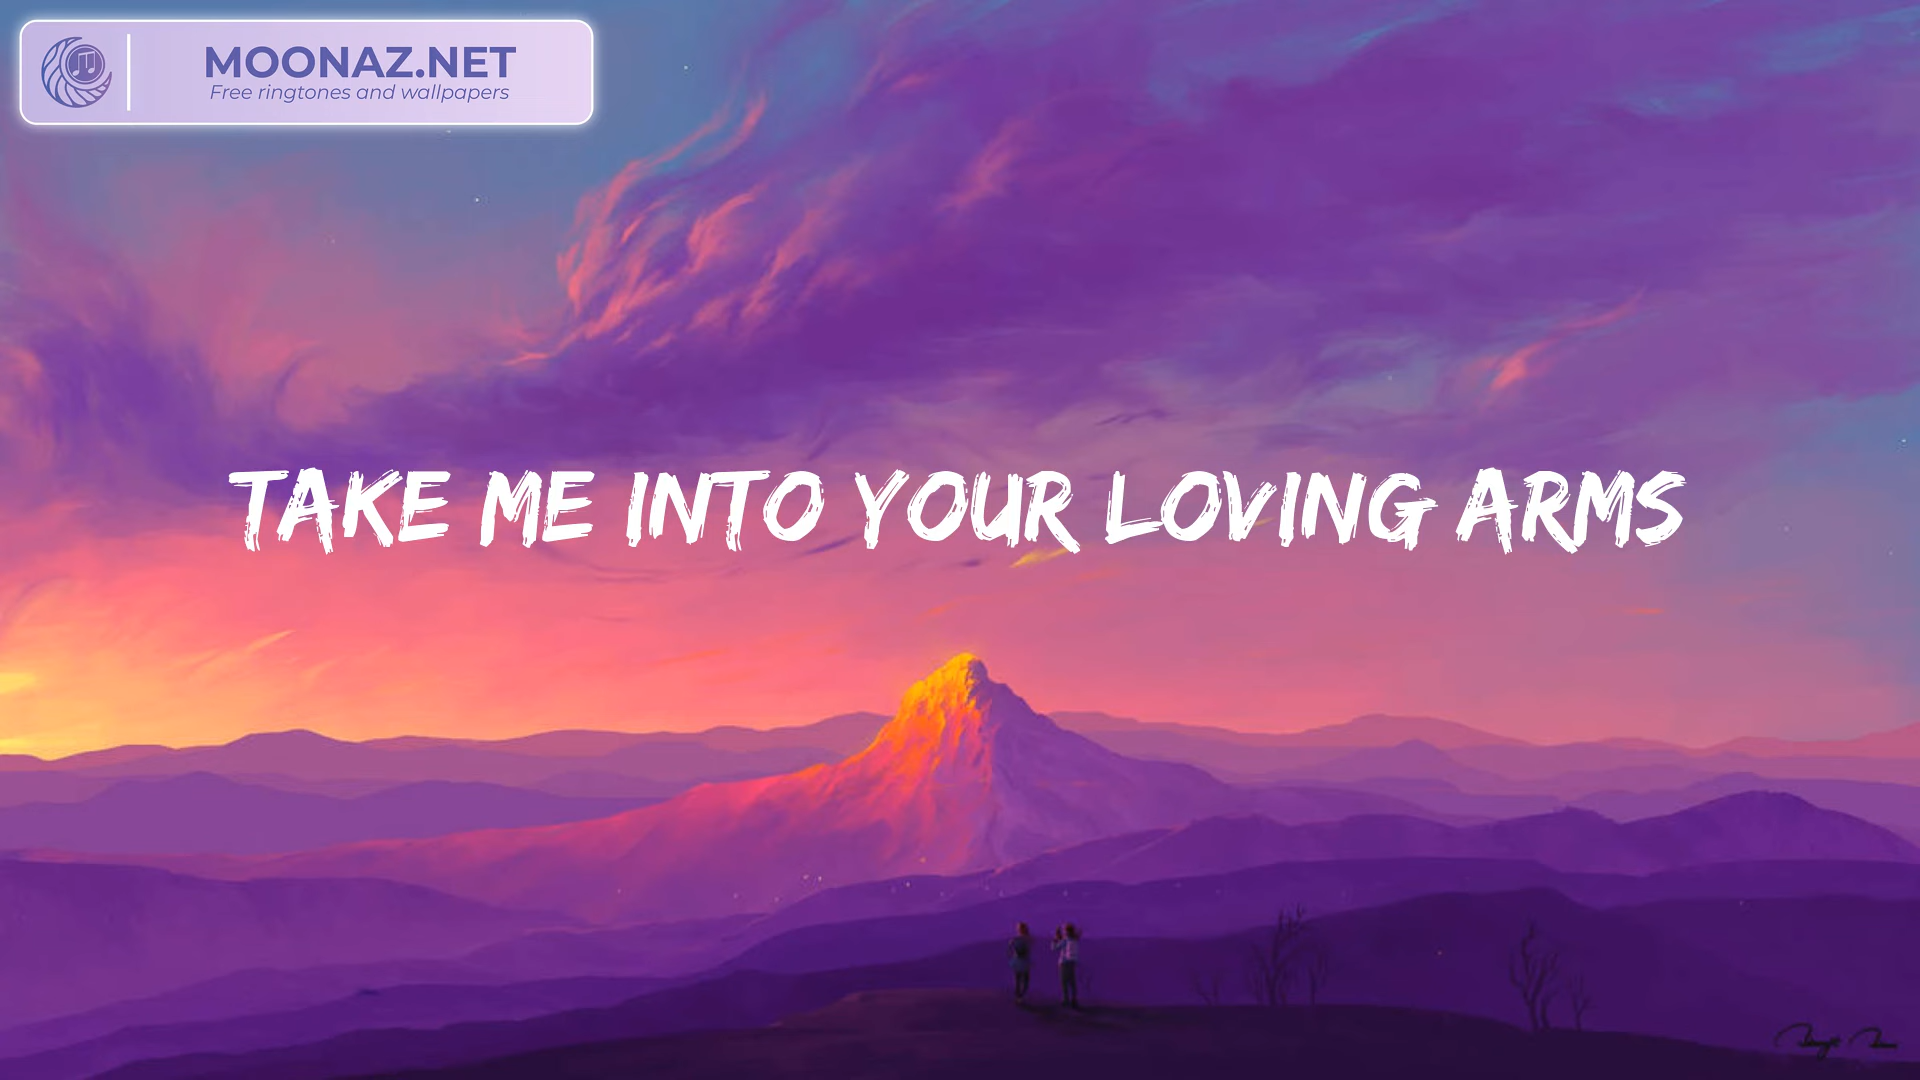 MOONAZ.NET
Free ringtones and wallpapers
TAKE ME INTO YOUR LOVING ARMS